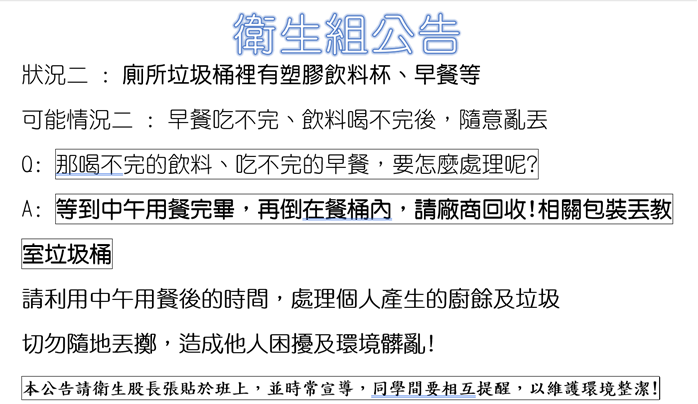 衛生組公告
狀況二 : 廁所垃圾桶裡有塑膠飲料杯、早餐等
可能情況二 : 早餐吃不完、飲料喝不完後，隨意亂丟
Q: 那喝不完的飲料、吃不完的早餐，要怎麼處理呢?
A: 等到中午用餐完畢，再倒在餐桶內，請廠商回收!相關包裝丟教
室垃圾桶
請利用中午用餐後的時間，處理個人產生的廚餘及垃圾
切勿隨地丟擲，造成他人困擾及環境髒亂!
本公告請衛生股長張貼於班上，並時常宣導，同學間要相互提醒，以維護環境整潔!